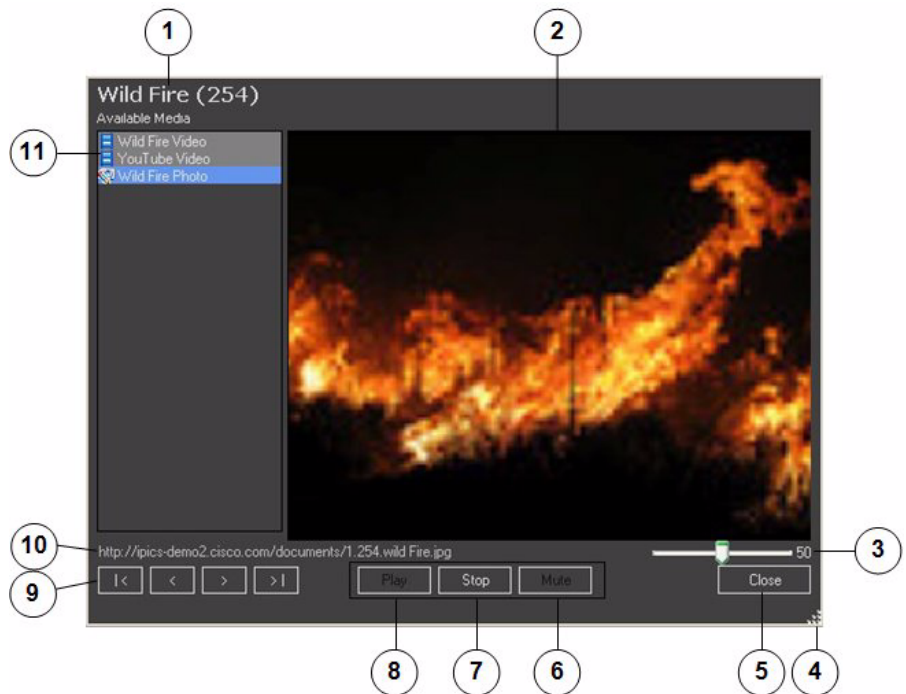 1
2
Wild Fire (254)
Available Media
11
Wild Fire Video
YouTube Video
Wild Fire Photo
10
http://ipics-demo2.cisco.com/documents/1.254.wild Fire.jpg
50
3
9
|<
<
>
>|
Play
Stop
Mute
Close
8
7
6
5
4